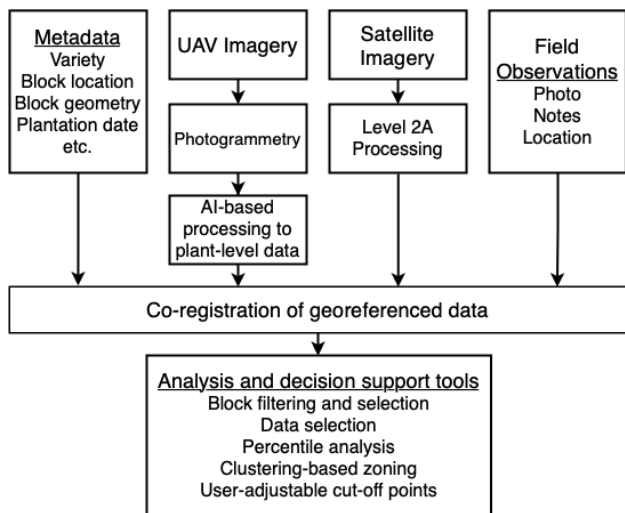 Metadata
Variety
Block location
Block geometry
Plantation date
etc.
UAV Imagery
Photogrammetry
AI-based
processing to
plant-level data
Satellite
Imagery
Level 2A
Processing
Field
Observations
Photo
Notes
Location
Co-registration of georeferenced data
Analysis and decision support tools
Block filtering and selection
Data selection
Percentile analysis
Clustering-based zoning
User-adjustable cut-off points